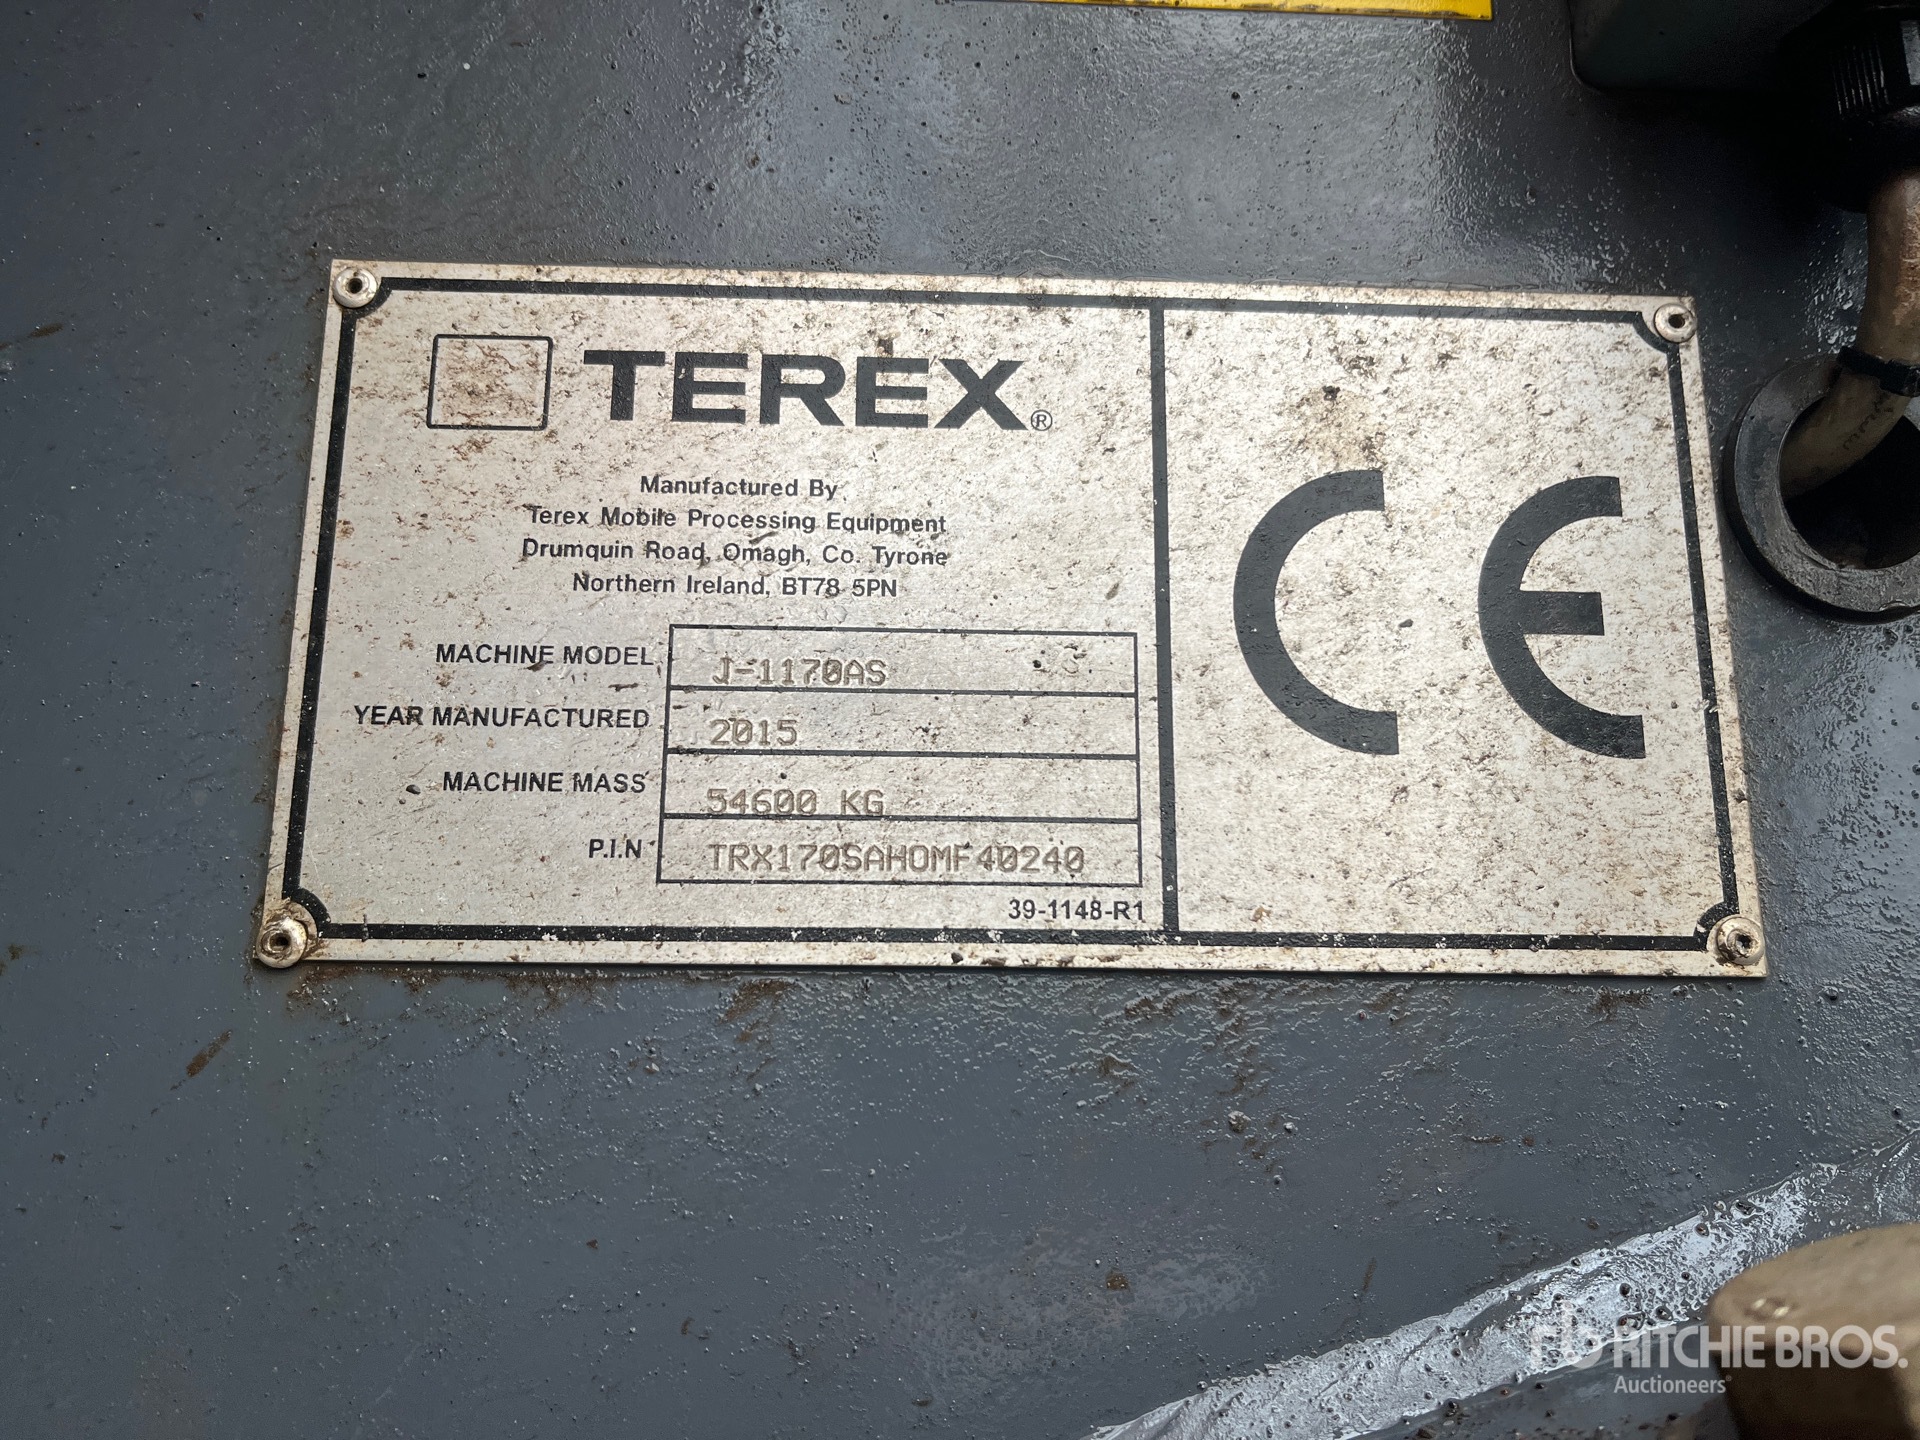 TEREX®
Manufactured By
Terex Mobile Processing Equipment
Drumquin Road, Omagh, Co. Tyrone
Northern Ireland, BT78 5PN
MACHINE MODEL J-1170AS
YEAR MANUFACTURED 2015
MACHINE MASS 54600 KG
P.I.N TRX170SAHOMF40240
39-1148-R1
CE
RITCHIE BROS.
Auctioneers